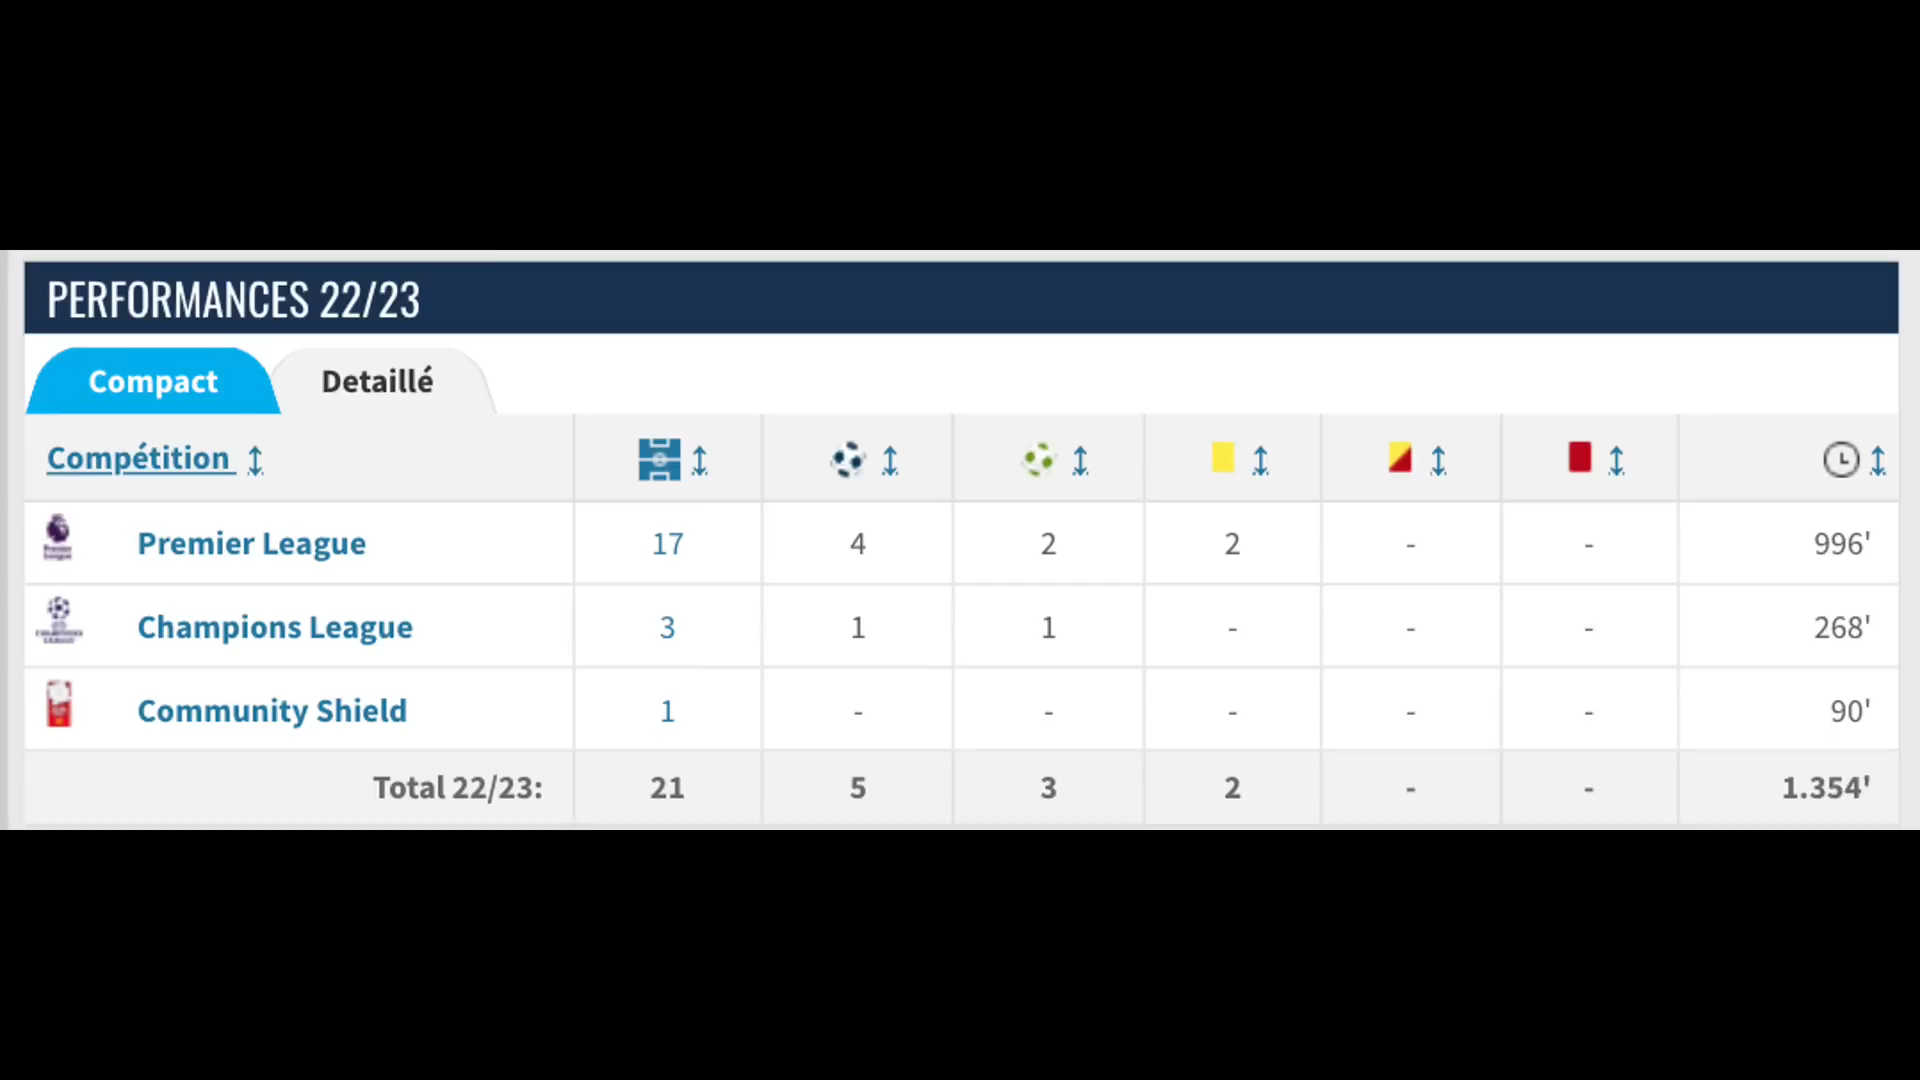 PERFORMANCES 22/23
Compact Detaillé
Compétition
Premier League 17 4 2 2 - - 996'
Champions League 3 1 1 - - - 268'
Community Shield 1 - - - - - 90'
Total 22/23: 21 5 3 2 - - 1.354'